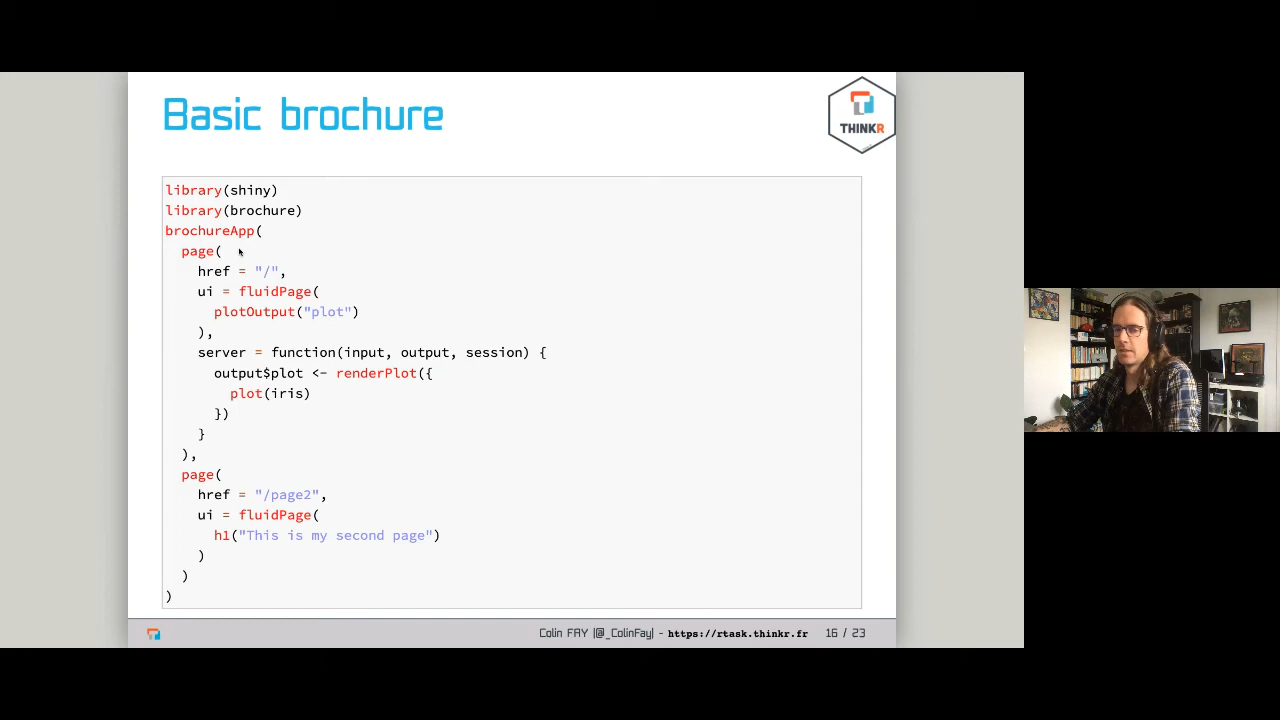 Basic brochure
THINKR
library(shiny)
library(brochure)
brochureApp(
  page(
    href = "/",
    ui = fluidPage(
      plotOutput("plot")
    ),
    server = function(input, output, session) {
      output$plot <- renderPlot({
        plot(iris)
      })
    }
  ),
  page(
    href = "/page2",
    ui = fluidPage(
      h1("This is my second page")
    )
  )
)
Colin FAY (@_ColinFay) - https://rtask.thinkr.fr 16 / 23